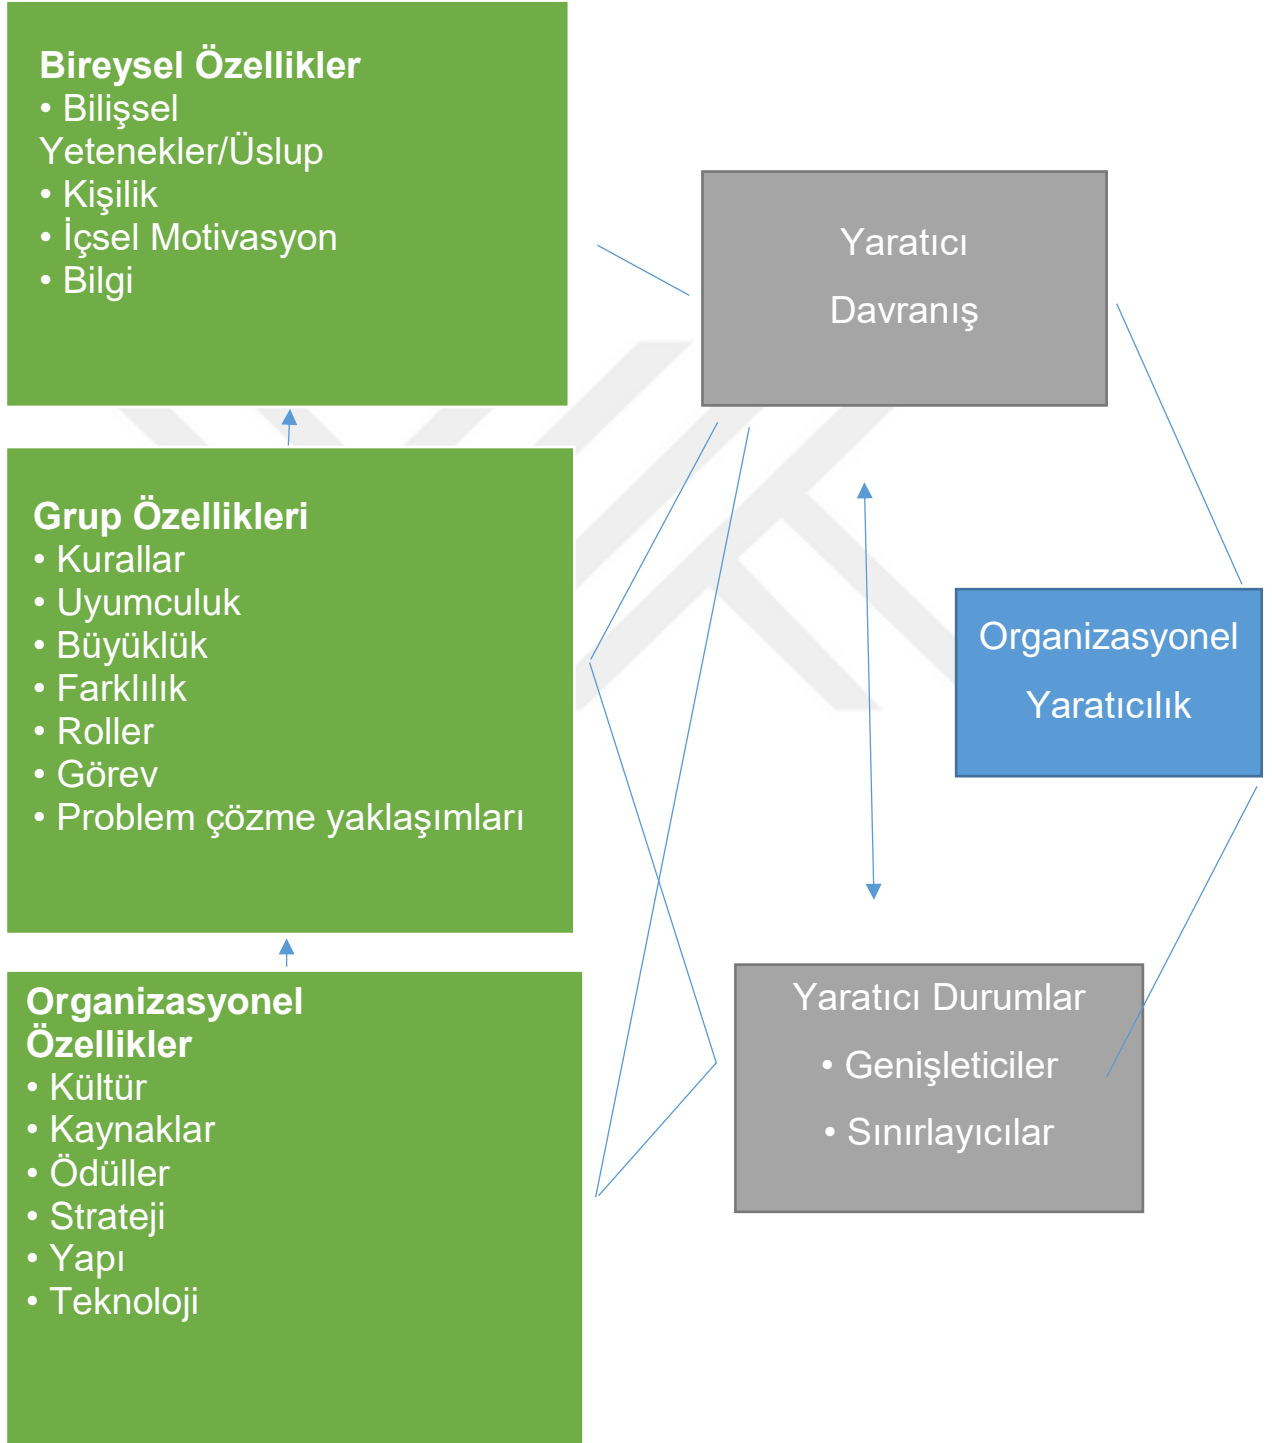 Bireysel Özellikler
• Bilişsel
Yetenekler/Üslup
• Kişilik
• İçsel Motivasyon
• Bilgi
Yaratıcı
Davranış
Grup Özellikleri
• Kurallar
• Uyumculuk
• Büyüklük
• Farklılık
• Roller
• Görev
• Problem çözme yaklaşımları
Organizasyonel
Yaratıcılık
Organizasyonel
Özellikler
• Kültür
• Kaynaklar
• Ödüller
• Strateji
• Yapı
• Teknoloji
Yaratıcı Durumlar
• Genişleticiler
• Sınırlayıcılar